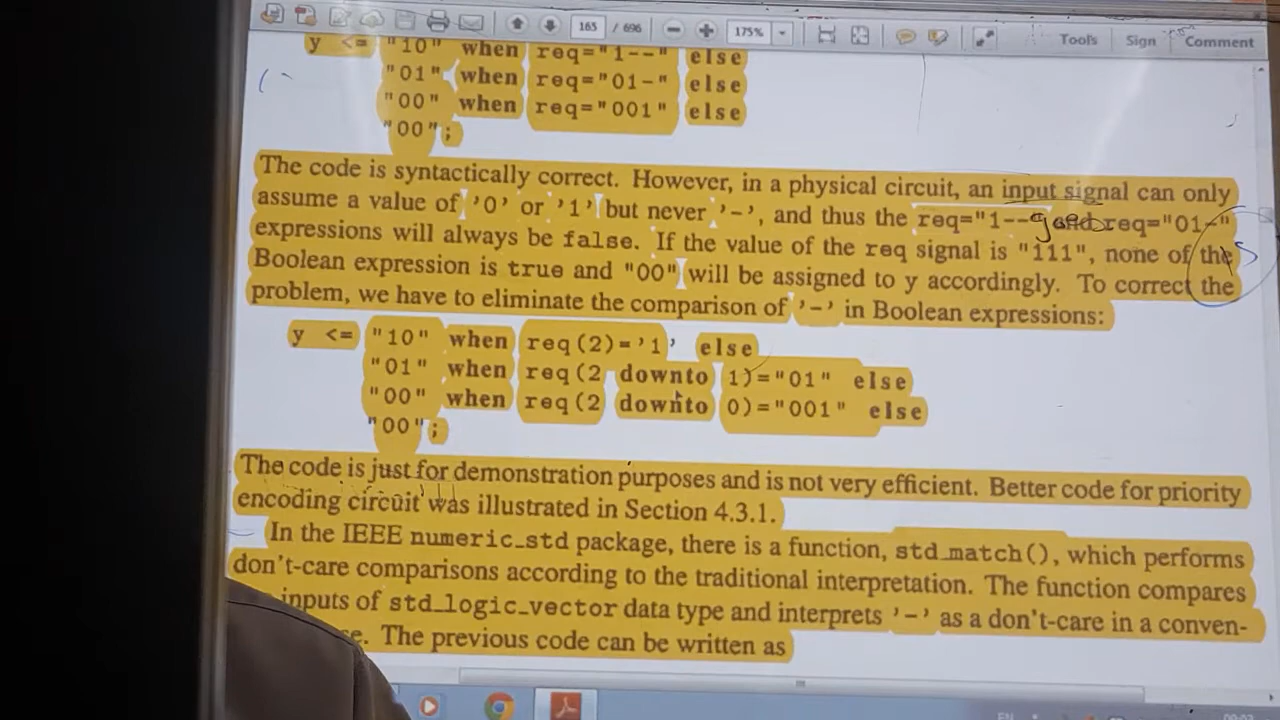 165 / 696
175%
Tools Sign Comment
y <= "10" when req="1--" else
"01" when req="01-" else
"00" when req="001" else
"00";
The code is syntactically correct. However, in a physical circuit, an input signal can only
assume a value of '0' or '1' but never '-', and thus the req="1--" and req="01-"
expressions will always be false. If the value of the req signal is "111", none of the
Boolean expression is true and "00" will be assigned to y accordingly. To correct the
problem, we have to eliminate the comparison of '-' in Boolean expressions:
y <= "10" when req(2)='1' else
"01" when req(2 downto 1)="01" else
"00" when req(2 downto 0)="001" else
"00";
The code is just for demonstration purposes and is not very efficient. Better code for priority
encoding circuit was illustrated in Section 4.3.1.
In the IEEE numeric_std package, there is a function, std_match(), which performs
don't-care comparisons according to the traditional interpretation. The function compares
inputs of std_logic_vector data type and interprets '-' as a don't-care in a conven-
The previous code can be written as
EN